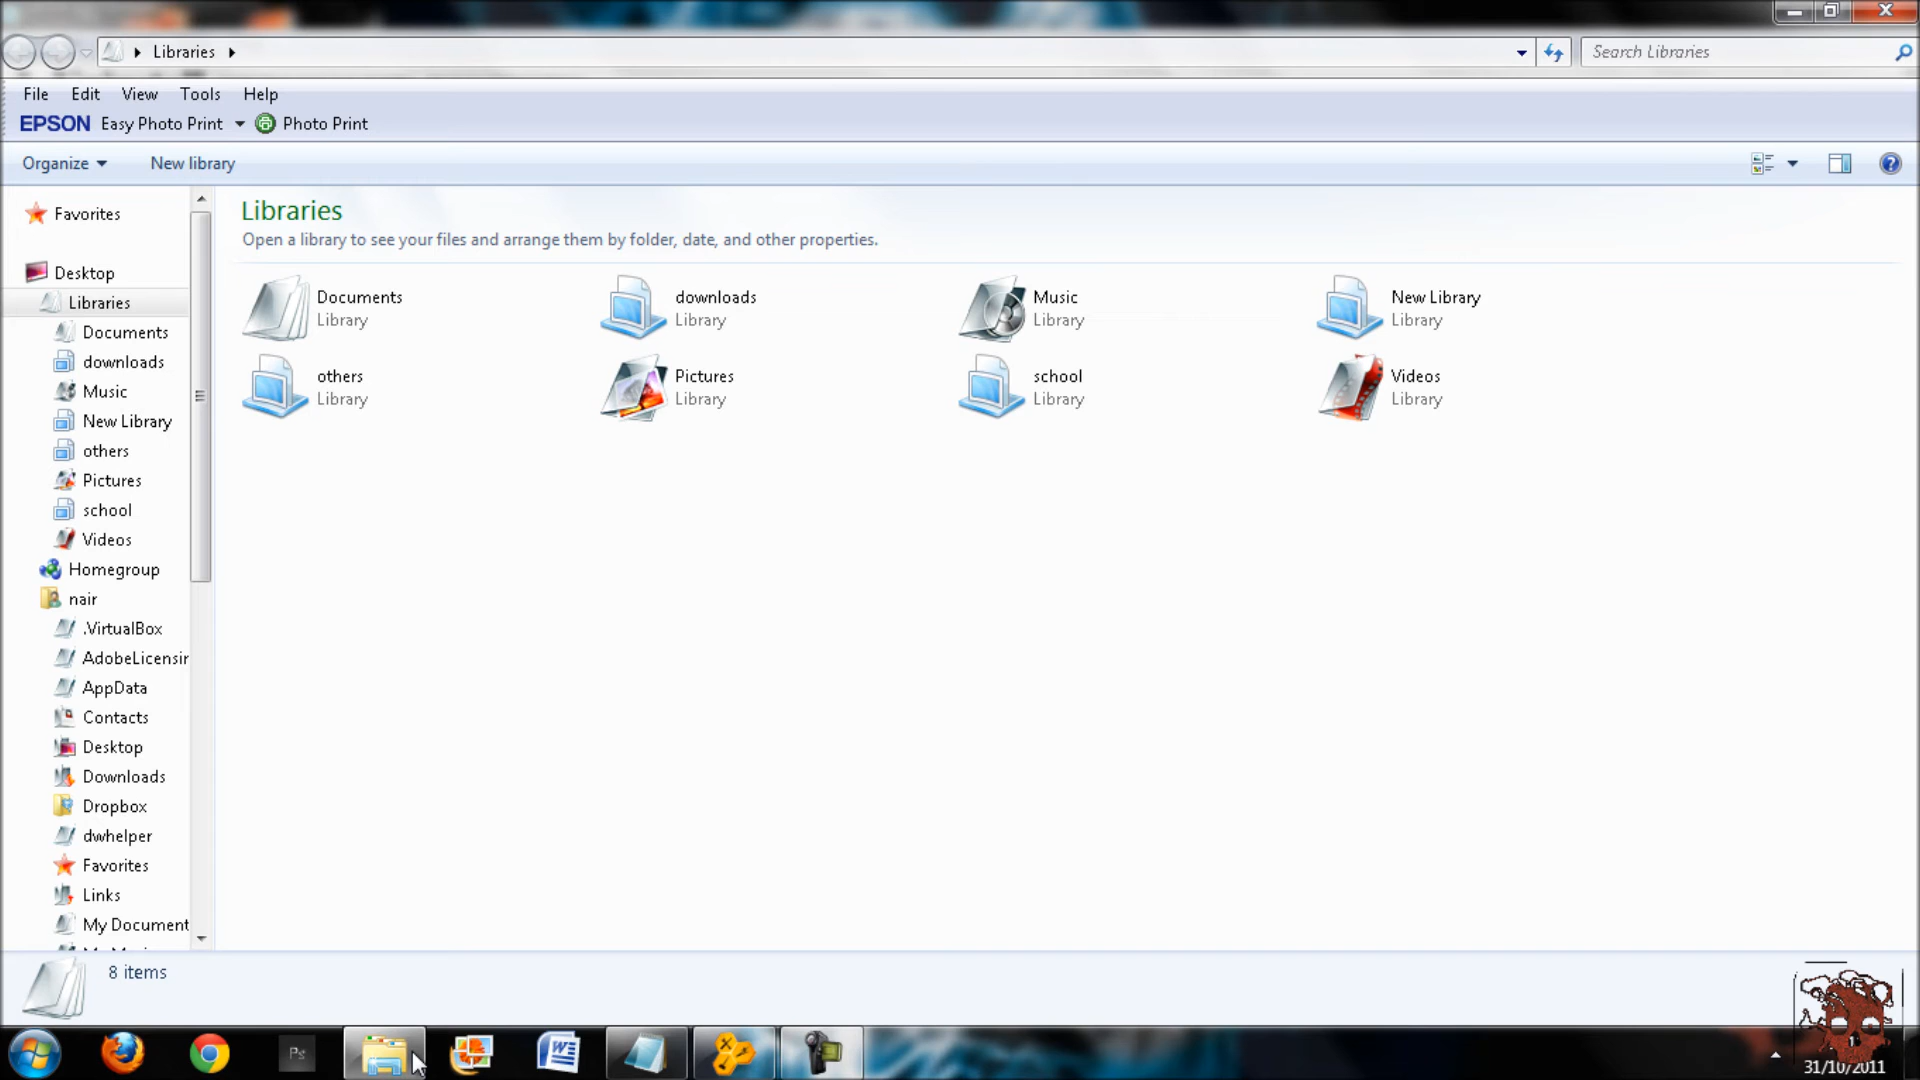 Libraries
Search Libraries
File Edit View Tools Help
EPSON Easy Photo Print Photo Print
Organize New library
Favorites
Desktop
Libraries
Documents
downloads
Music
New Library
others
Pictures
school
Videos
Homegroup
nair
.VirtualBox
AdobeLicensin
AppData
Contacts
Desktop
Downloads
Dropbox
dwhelper
Favorites
Links
My Document
Libraries
Open a library to see your files and arrange them by folder, date, and other properties.
Documents
Library
downloads
Library
Music
Library
New Library
Library
others
Library
Pictures
Library
school
Library
Videos
Library
8 items
Ps
31/10/2011